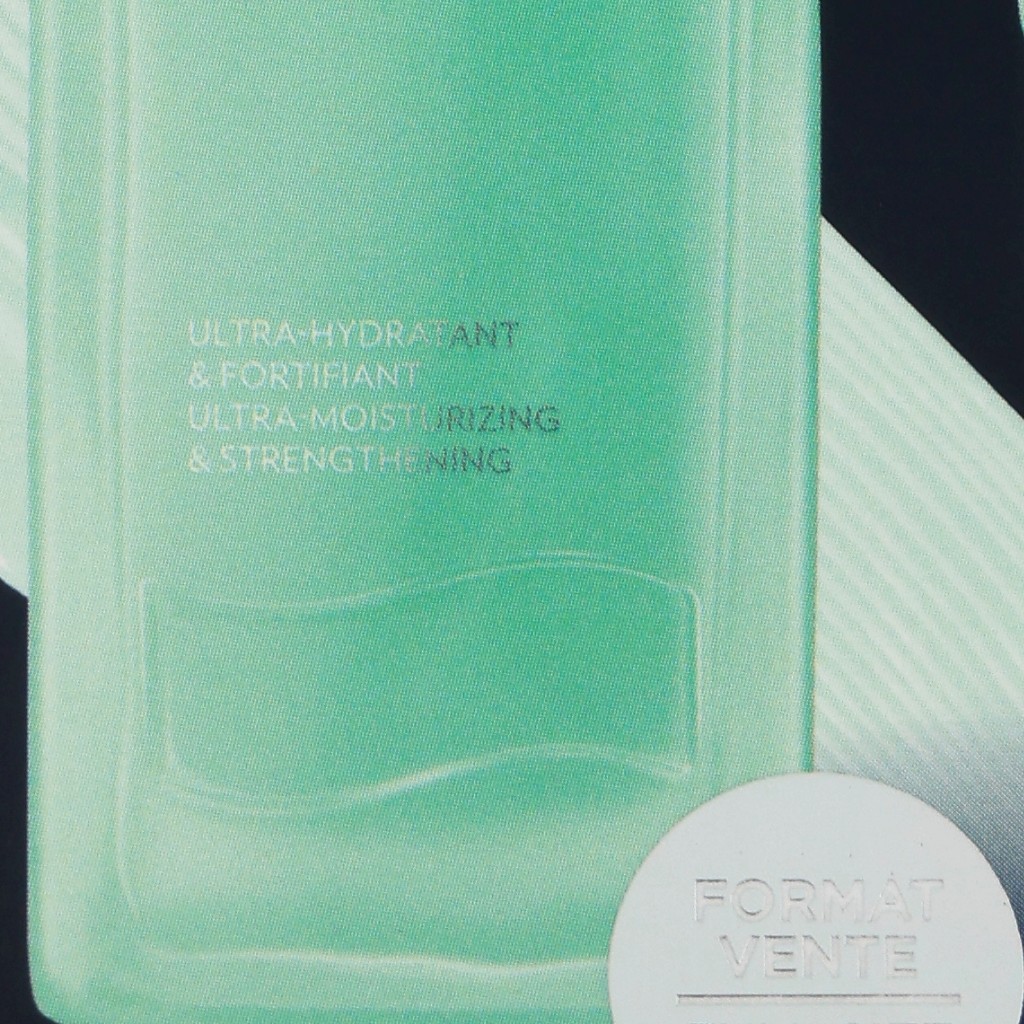 ULTRA-HYDRATANT
& FORTIFIANT
ULTRA-MOISTURIZING
& STRENGTHENING
FORMAT
VENTE